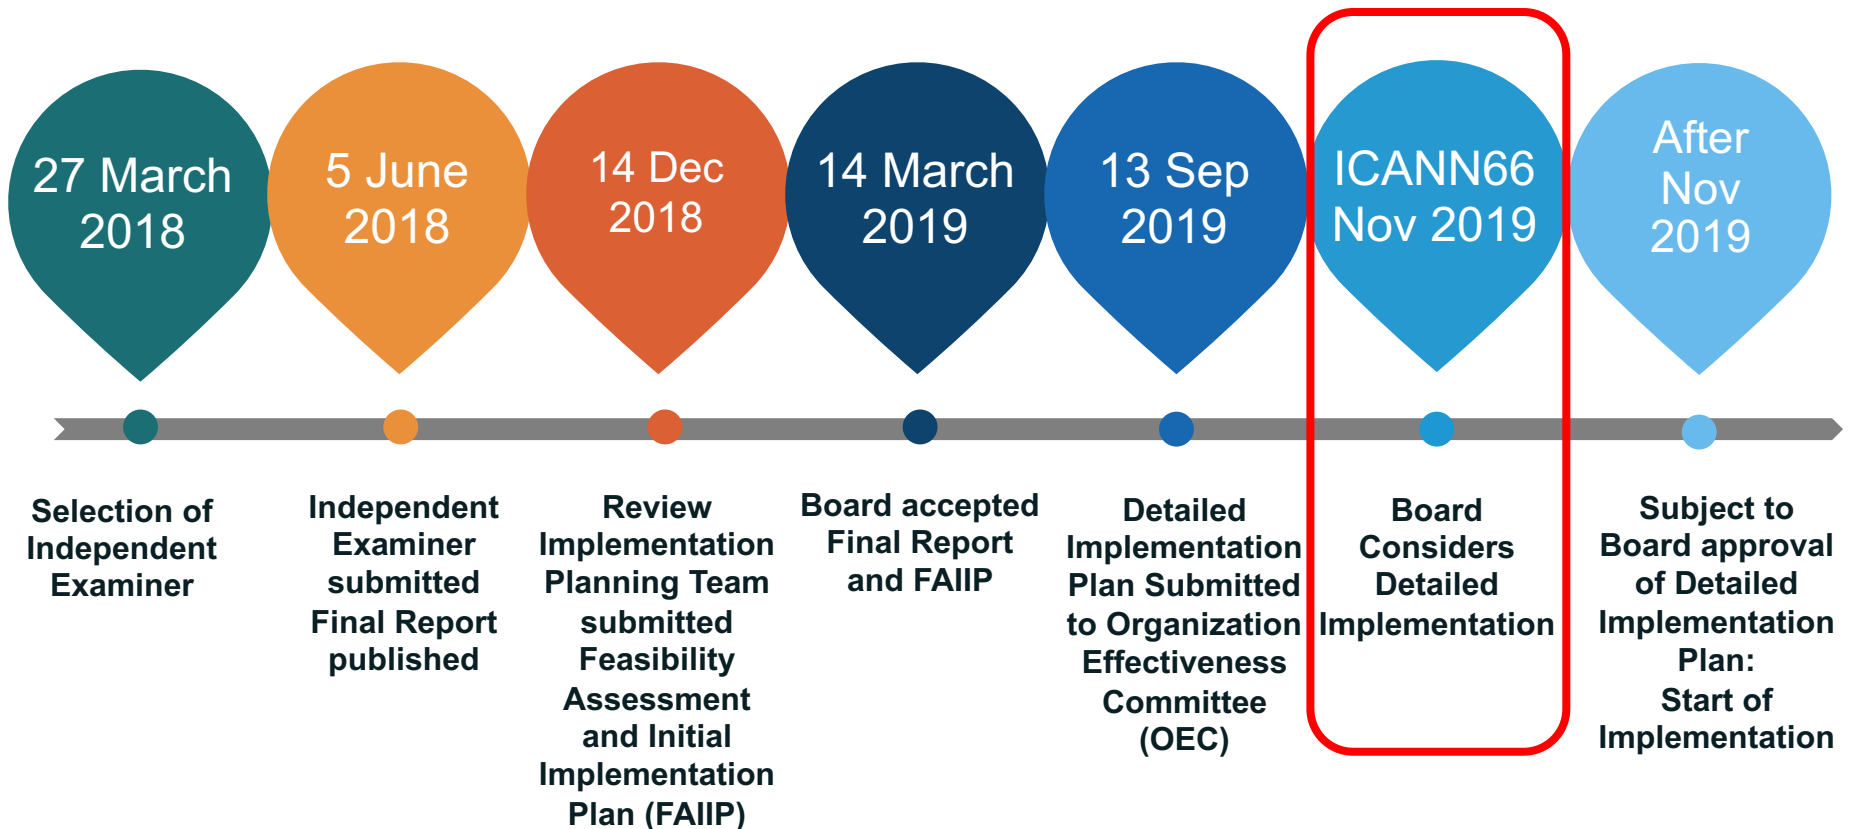 27 March
2018
5 June
2018
14 Dec
2018
14 March
2019
13 Sep
2019
ICANN66
Nov 2019
After
Nov
2019
Selection of
Independent
Examiner
Independent
Examiner
submitted
Final Report
published
Review
Implementation
Planning Team
submitted
Feasibility
Assessment
and Initial
Implementation
Plan (FAIIP)
Board accepted
Final Report
and FAIIP
Detailed
Implementation
Plan Submitted
to Organization
Effectiveness
Committee
(OEC)
Board
Considers
Detailed
Implementation
Subject to
Board approval
of Detailed
Implementation
Plan:
Start of
Implementation